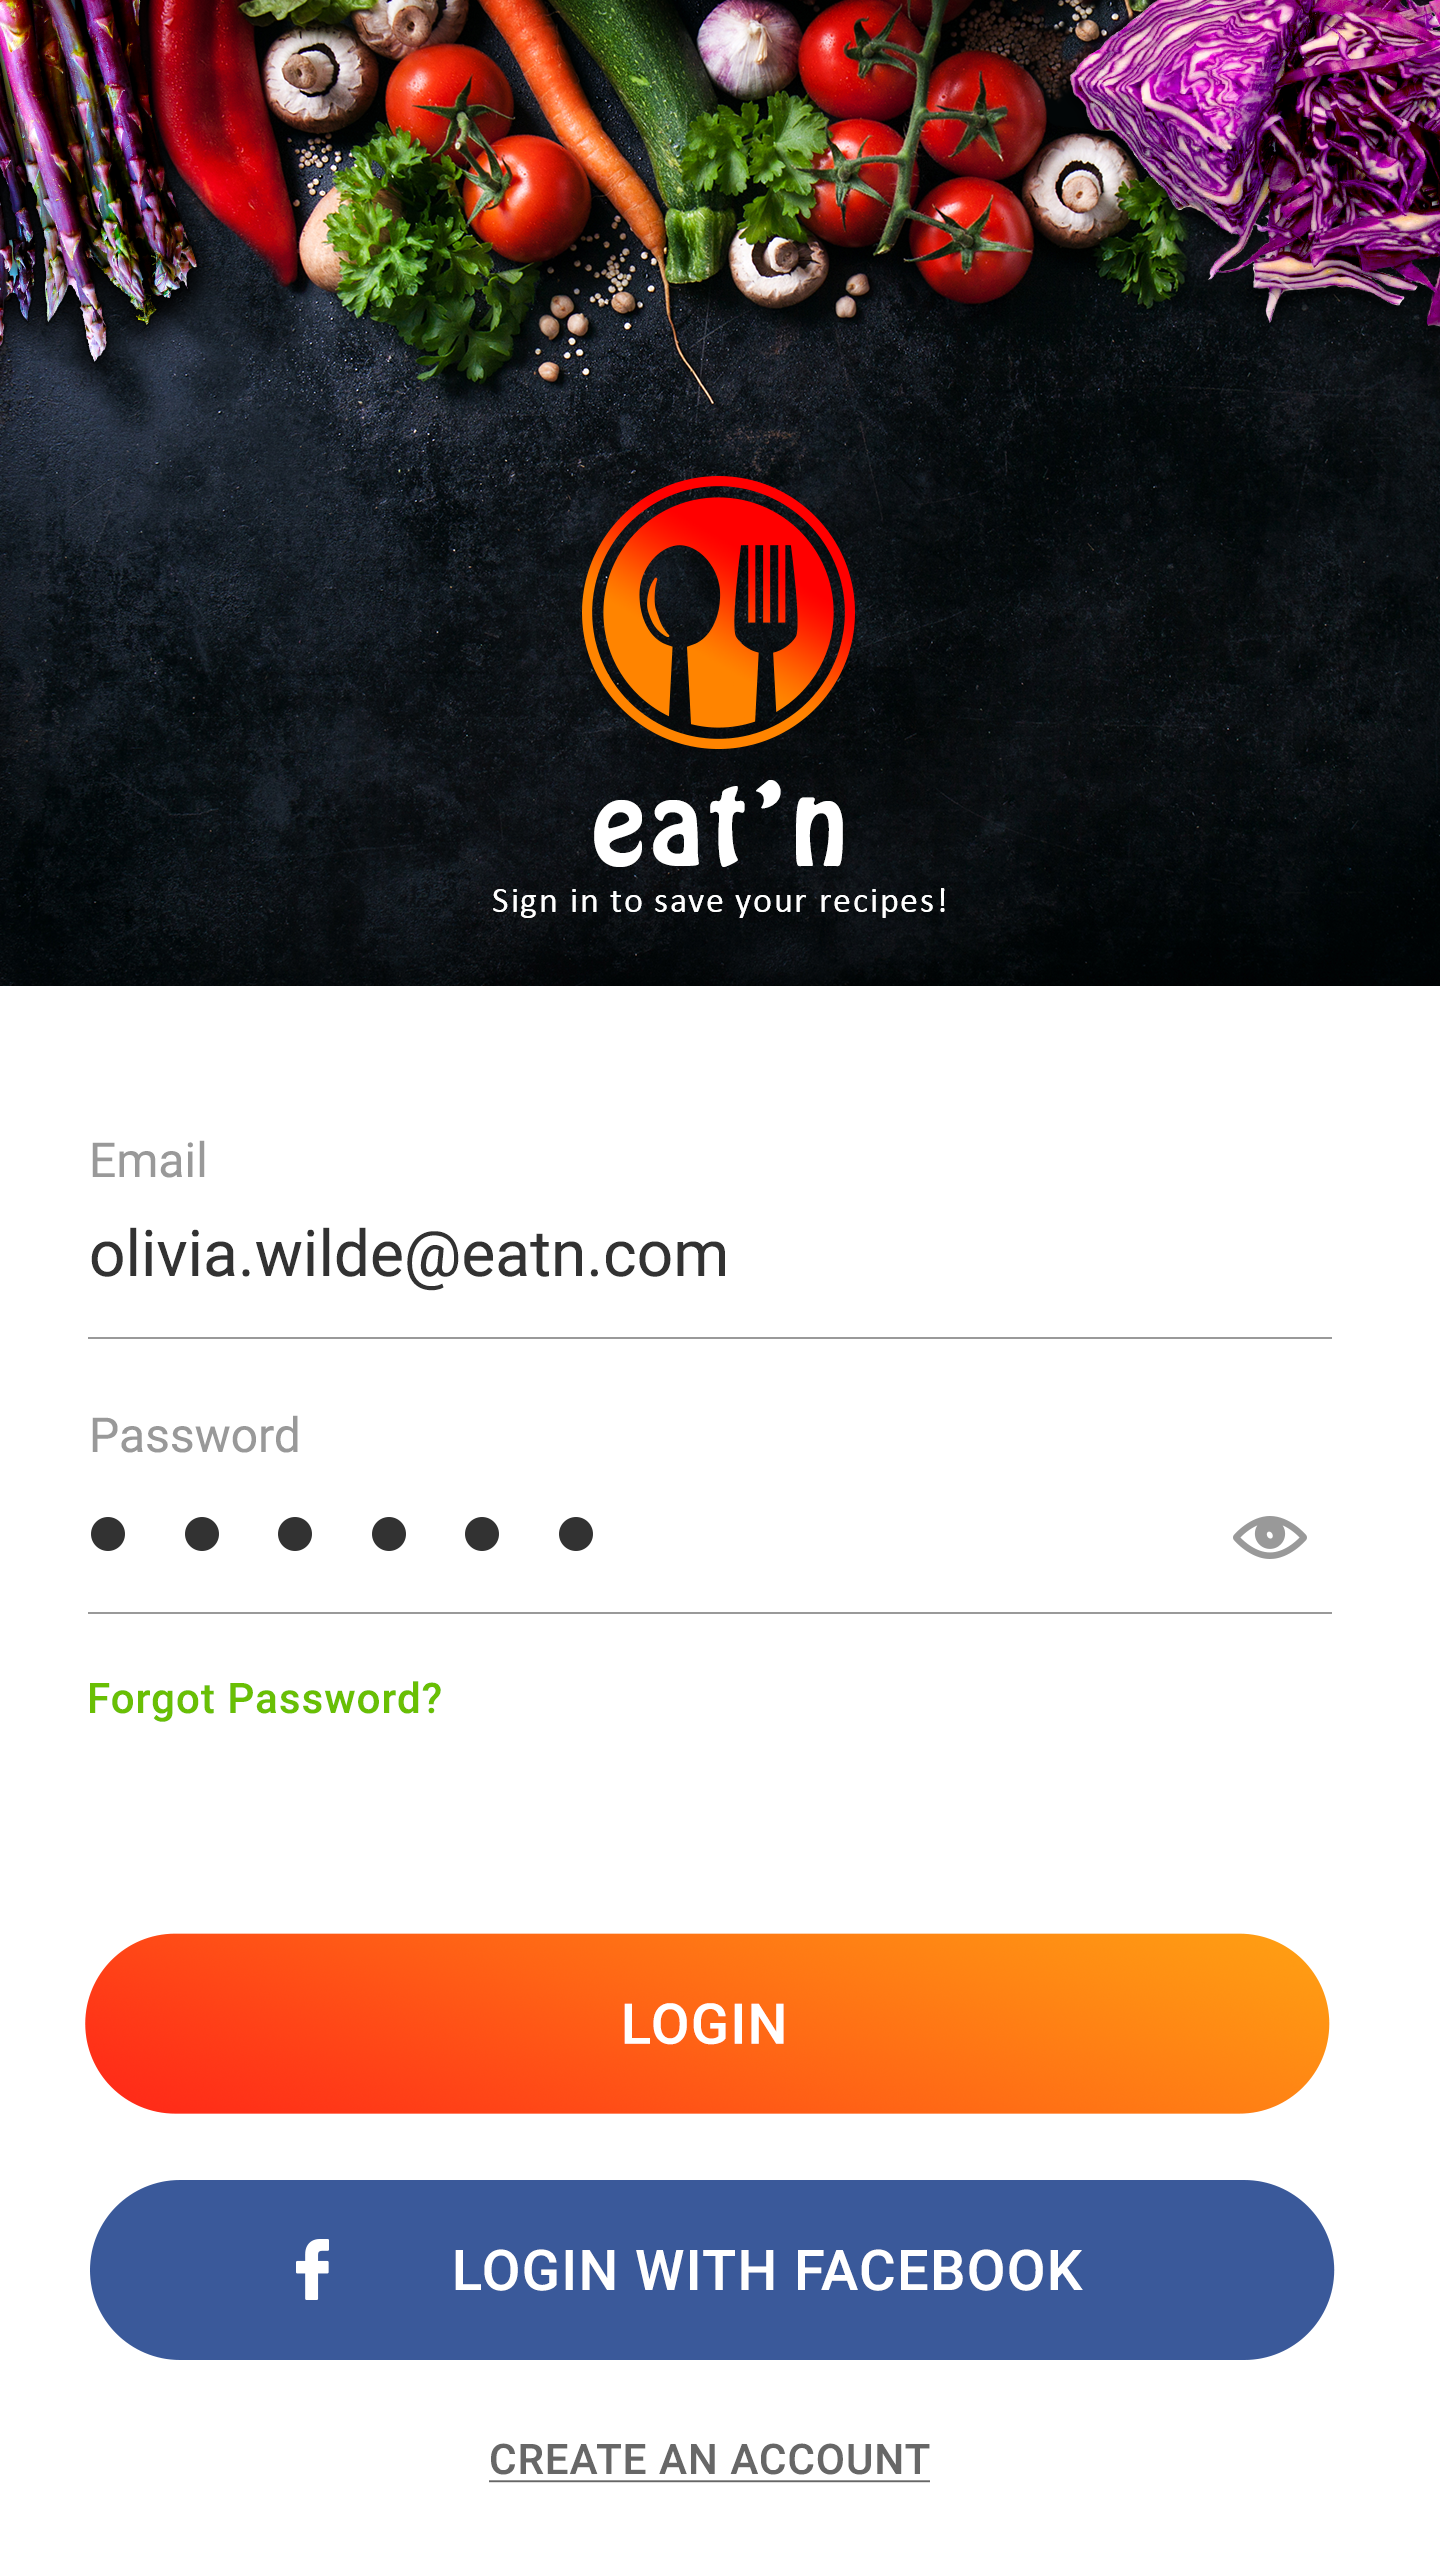 eat'n
Sign in to save your recipes!
Email
olivia.wilde@eatn.com
Password
Forgot Password?
LOGIN
f LOGIN WITH FACEBOOK
CREATE AN ACCOUNT